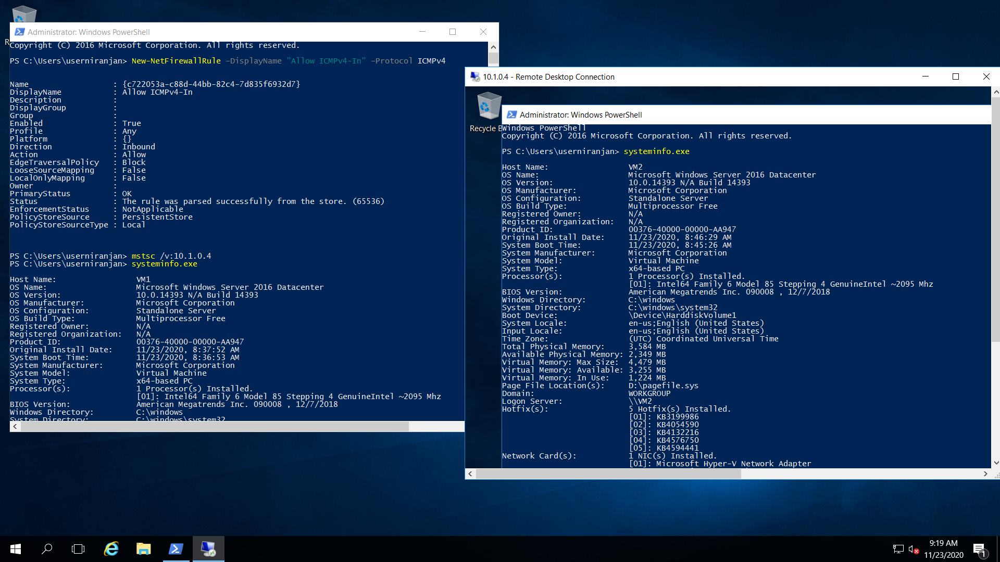 Administrator: Windows PowerShell
Copyright (C) 2016 Microsoft Corporation. All rights reserved.
PS C:\Users\userniranjan> New-NetFirewallRule –DisplayName "Allow ICMPv4-In" –Protocol ICMPv4
Name : {c722053a-c88d-44bb-82c4-7d835f6932d7}
DisplayName : Allow ICMPv4-In
Description :
DisplayGroup :
Group :
Enabled : True
Profile : Any
Platform : {}
Direction : Inbound
Action : Allow
EdgeTraversalPolicy : Block
LooseSourceMapping : False
LocalOnlyMapping : False
Owner :
PrimaryStatus : OK
Status : The rule was parsed successfully from the store. (65536)
EnforcementStatus : NotApplicable
PolicyStoreSource : PersistentStore
PolicyStoreSourceType : Local
PS C:\Users\userniranjan> mstsc /v:10.1.0.4
PS C:\Users\userniranjan> systeminfo.exe
Host Name: VM1
OS Name: Microsoft Windows Server 2016 Datacenter
OS Version: 10.0.14393 N/A Build 14393
OS Manufacturer: Microsoft Corporation
OS Configuration: Standalone Server
OS Build Type: Multiprocessor Free
Registered Owner: N/A
Registered Organization: N/A
Product ID: 00376-40000-00000-AA947
Original Install Date: 11/23/2020, 8:37:52 AM
System Boot Time: 11/23/2020, 8:36:53 AM
System Manufacturer: Microsoft Corporation
System Model: Virtual Machine
System Type: x64-based PC
Processor(s): 1 Processor(s) Installed.
[01]: Intel64 Family 6 Model 85 Stepping 4 GenuineIntel ~2095 Mhz
BIOS Version: American Megatrends Inc. 090008 , 12/7/2018
Windows Directory: C:\windows
System Directory: C:\windows\system32
10.1.0.4 - Remote Desktop Connection
Recycle B
Administrator: Windows PowerShell
Windows PowerShell
Copyright (C) 2016 Microsoft Corporation. All rights reserved.
PS C:\Users\userniranjan> systeminfo.exe
Host Name: VM2
OS Name: Microsoft Windows Server 2016 Datacenter
OS Version: 10.0.14393 N/A Build 14393
OS Manufacturer: Microsoft Corporation
OS Configuration: Standalone Server
OS Build Type: Multiprocessor Free
Registered Owner: N/A
Registered Organization: N/A
Product ID: 00376-40000-00000-AA947
Original Install Date: 11/23/2020, 8:46:29 AM
System Boot Time: 11/23/2020, 8:45:26 AM
System Manufacturer: Microsoft Corporation
System Model: Virtual Machine
System Type: x64-based PC
Processor(s): 1 Processor(s) Installed.
[01]: Intel64 Family 6 Model 85 Stepping 4 GenuineIntel ~2095 Mhz
BIOS Version: American Megatrends Inc. 090008 , 12/7/2018
Windows Directory: C:\windows
System Directory: C:\windows\system32
Boot Device: \Device\HarddiskVolume1
System Locale: en-us;English (United States)
Input Locale: en-us;English (United States)
Time Zone: (UTC) Coordinated Universal Time
Total Physical Memory: 3,584 MB
Available Physical Memory: 2,349 MB
Virtual Memory: Max Size: 4,479 MB
Virtual Memory: Available: 3,255 MB
Virtual Memory: In Use: 1,224 MB
Page File Location(s): D:\pagefile.sys
Domain: WORKGROUP
Logon Server: \\VM2
Hotfix(s): 5 Hotfix(s) Installed.
[01]: KB3199986
[02]: KB4054590
[03]: KB4132216
[04]: KB4576750
[05]: KB4594441
Network Card(s): 1 NIC(s) Installed.
[01]: Microsoft Hyper-V Network Adapter
9:19 AM
11/23/2020
1